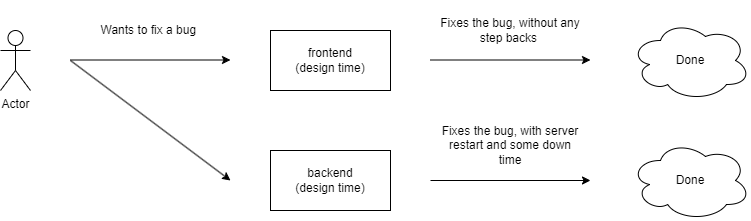 Wants to fix a bug
Fixes the bug, without any
step backs
frontend
(design time)
Done
Actor
Fixes the bug, with server
restart and some down
time
backend
(design time)
Done